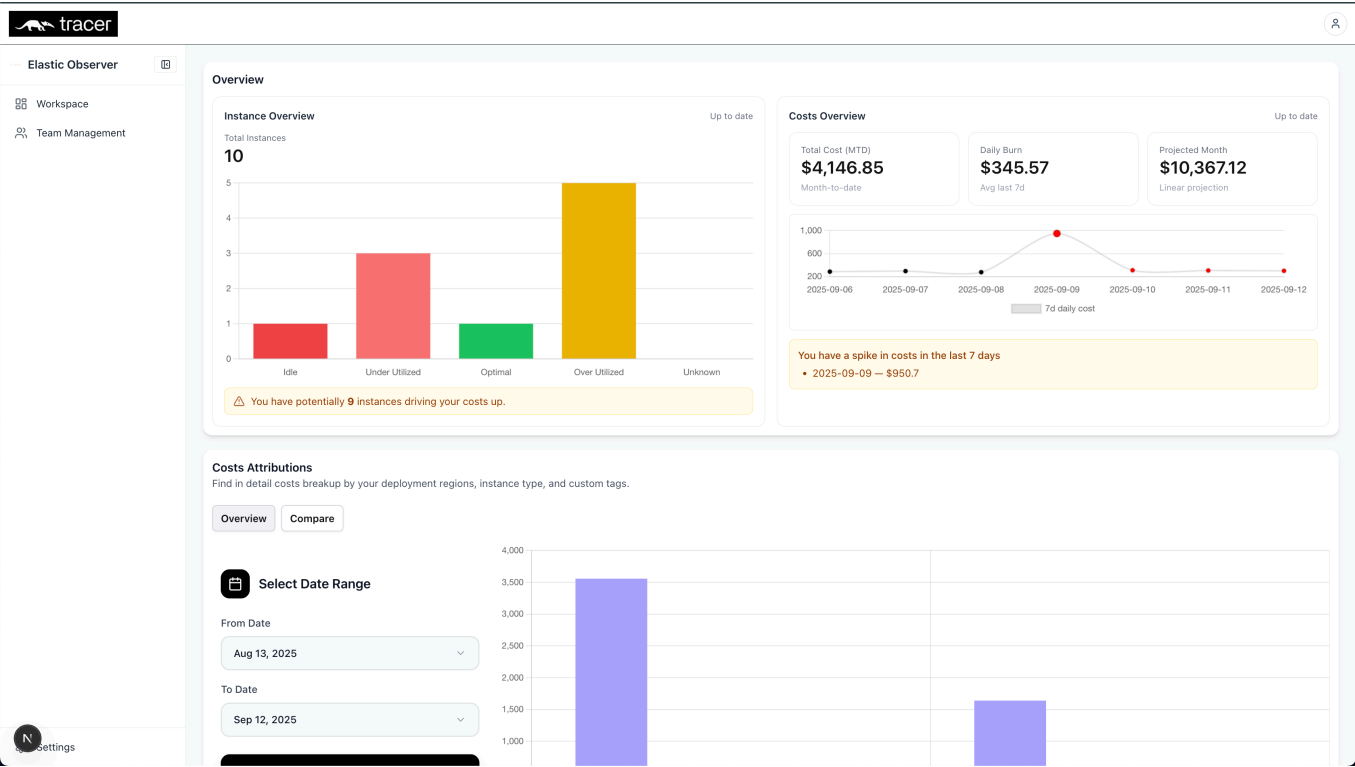 tracer
Elastic Observer
Workspace
Team Management
Overview
Instance Overview
Up to date
Total Instances
10
5
4
3
2
1
0
Idle
Under Utilized
Optimal
Over Utilized
Unknown
You have potentially 9 instances driving your costs up.
Costs Overview
Up to date
Total Cost (MTD)
$4,146.85
Month-to-date
Daily Burn
$345.57
Avg last 7d
Projected Month
$10,367.12
Linear projection
1,000
600
200
2025-09-06
2025-09-07
2025-09-08
2025-09-09
2025-09-10
2025-09-11
2025-09-12
7d daily cost
You have a spike in costs in the last 7 days
• 2025-09-09 — $950.7
Costs Attributions
Find in detail costs breakup by your deployment regions, instance type, and custom tags.
Overview
Compare
Select Date Range
From Date
Aug 13, 2025
To Date
Sep 12, 2025
4,000
3,500
3,000
2,500
2,000
1,500
1,000
N
Settings